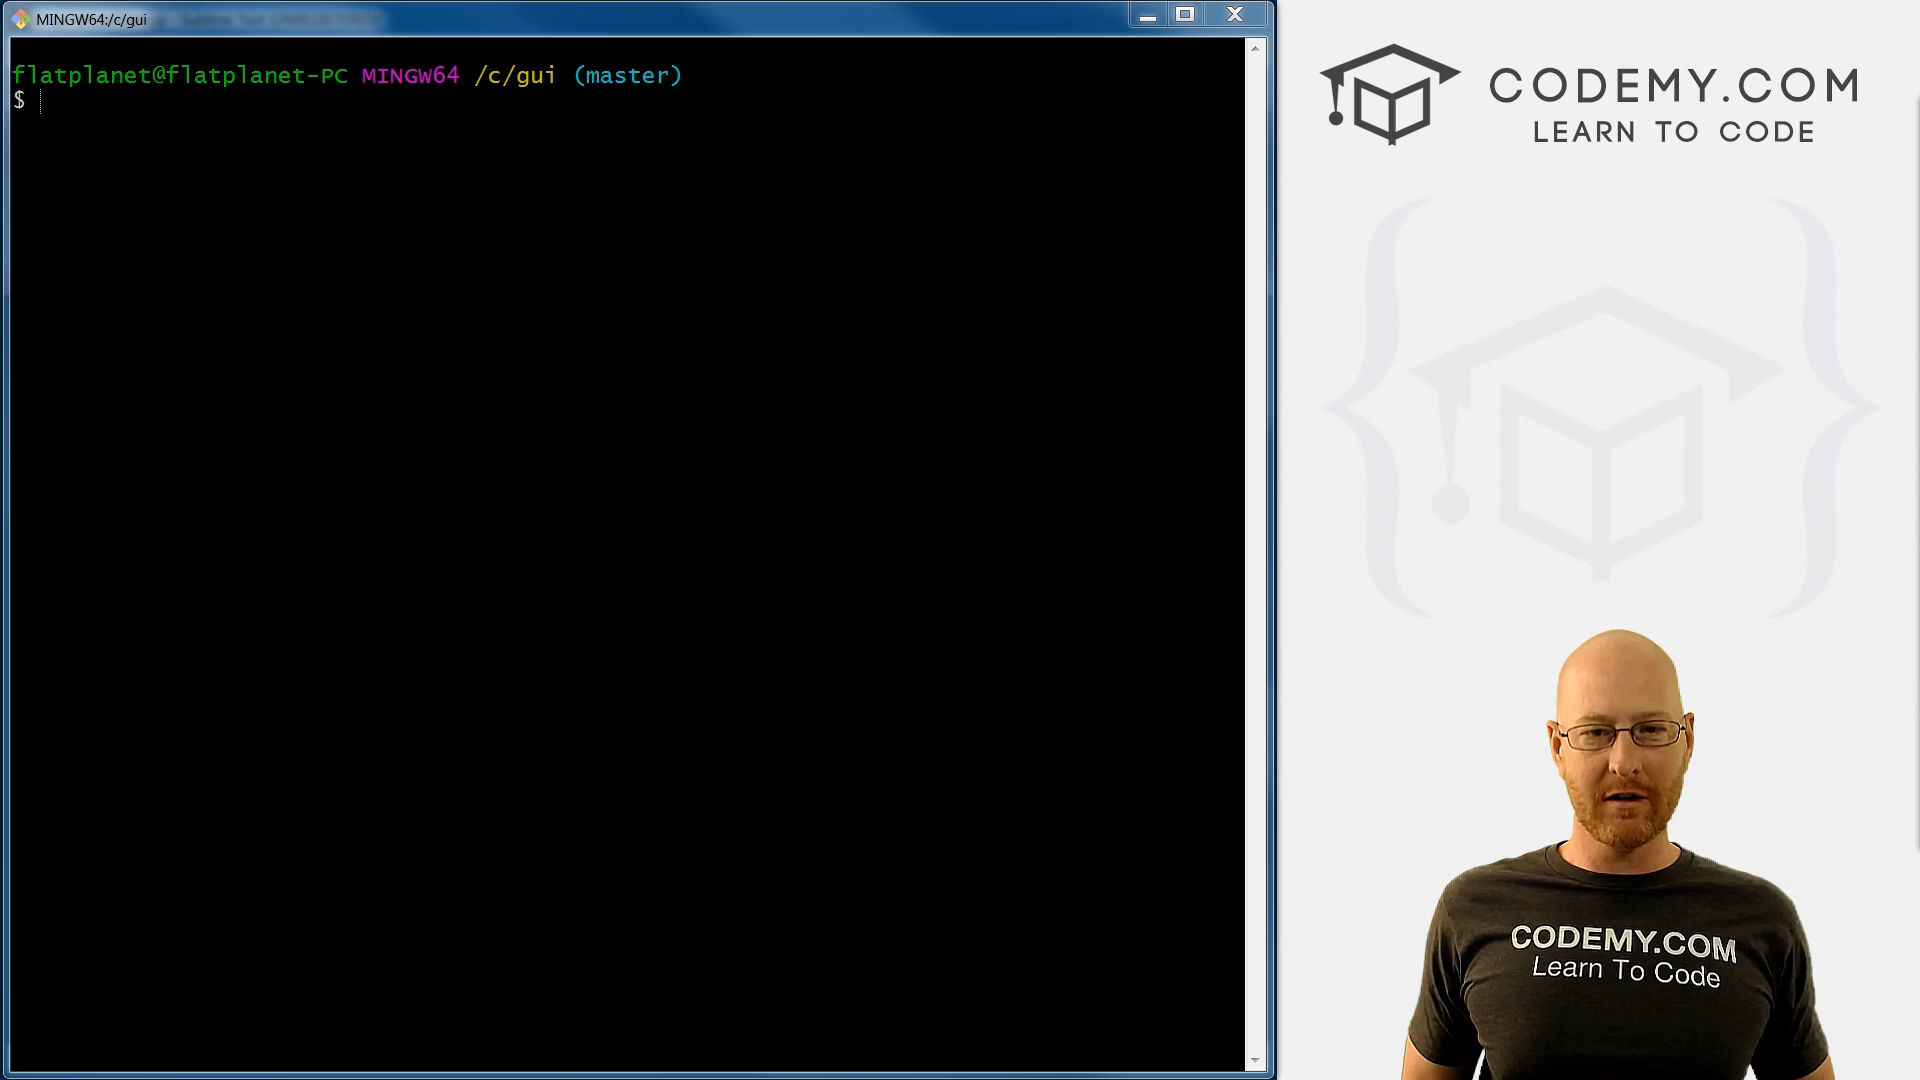 MINGW64:/c/gui
flatplanet@flatplanet-PC MINGW64 /c/gui (master)
$
CODEMY.COM
LEARN TO CODE
CODEMY.COM
Learn To Code